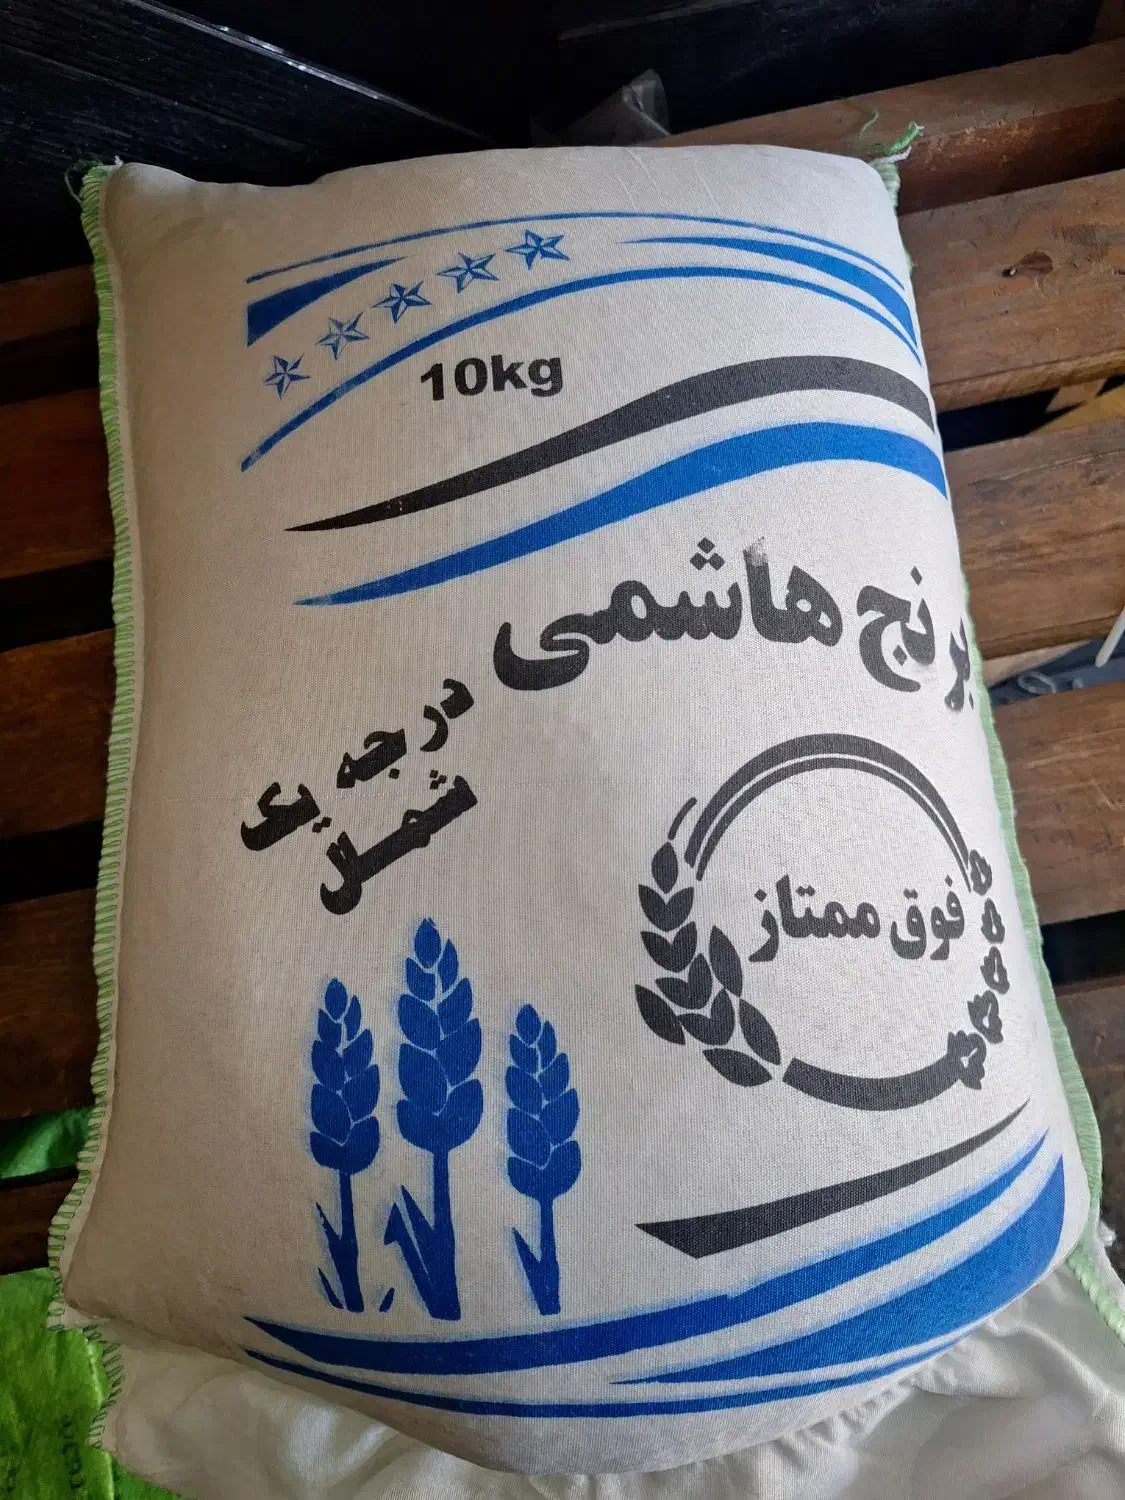 10kg
برنج هاشمی
درجه یک
شمال
فوق ممتاز